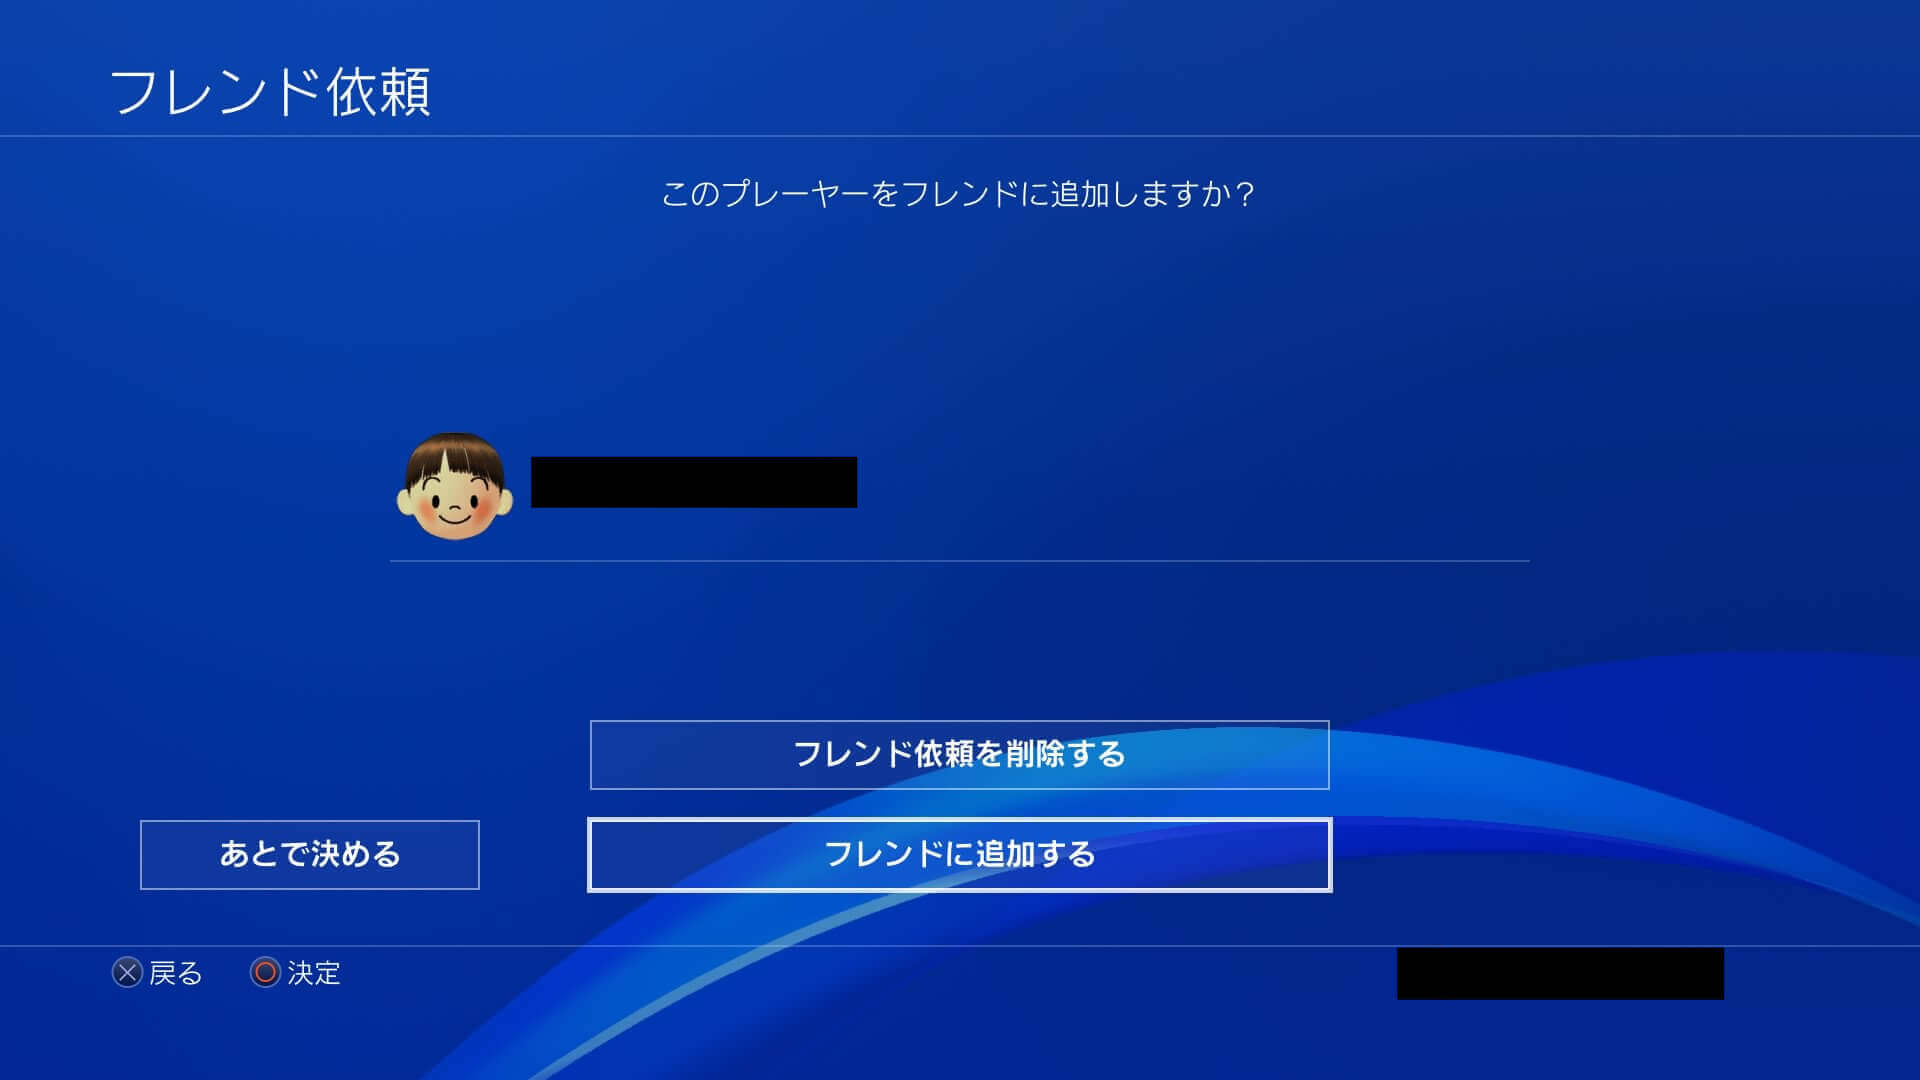 フレンド依頼
このプレーヤーをフレンドに追加しますか？
フレンド依頼を削除する
あとで決める
フレンドに追加する
戻る
決定